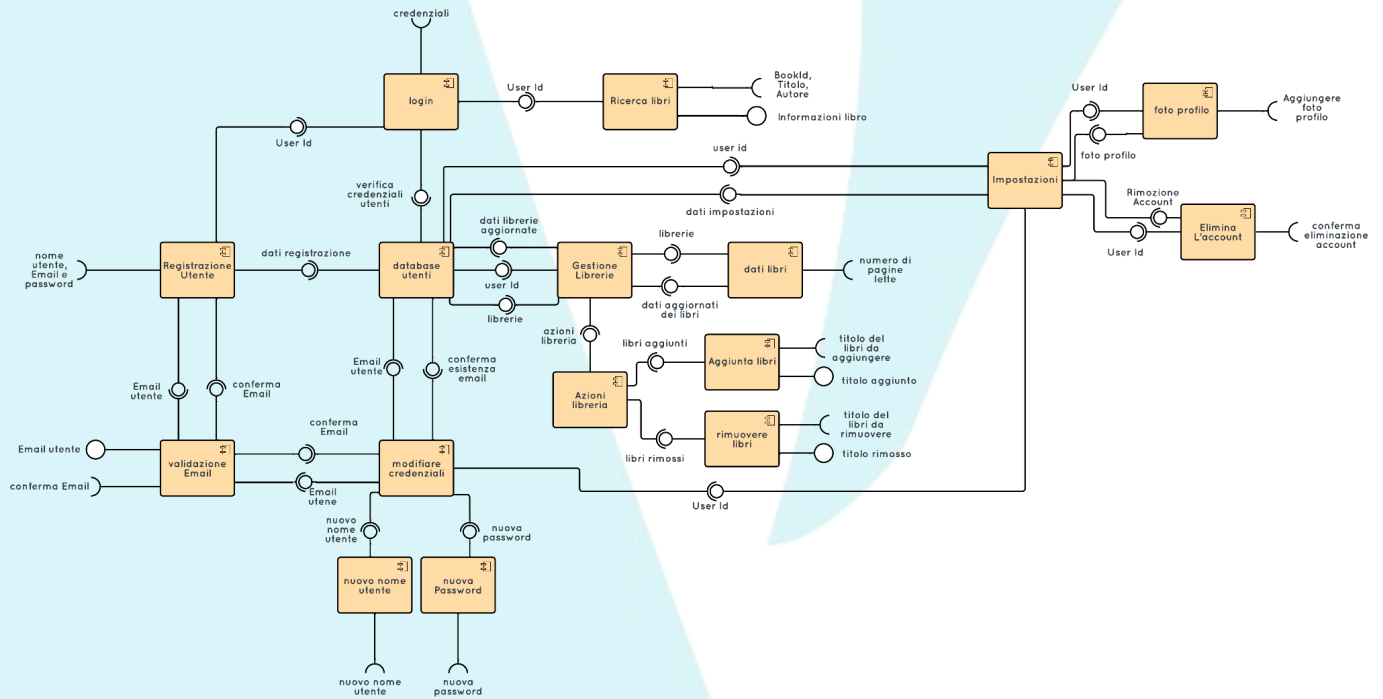 credenziali
login
User Id
Ricerca libri
BookId,
Titolo,
Autore
Informazioni libro
User Id
verifica
credenziali
utenti
user id
dati impostazioni
Impostazioni
User Id
foto profilo
foto profilo
Aggiungere
foto
profilo
Rimozione
Account
User Id
Elimina
L'account
conferma
eliminazione
account
nome
utente,
Email e
password
Registrazione
Utente
dati registrazione
database
utenti
dati librerie
aggiornate
user Id
librerie
Gestione
Librerie
librerie
dati aggiornati
dei libri
dati libri
numero di
pagine
lette
azioni
libreria
Azioni
libreria
libri aggiunti
Aggiunta libri
titolo del
libri da
aggiungere
titolo aggiunto
libri rimossi
rimuovere
libri
titolo del
libri da
rimuovere
titolo rimosso
Email
utente
conferma
Email
Email
utente
conferma
esistenza
email
Email utente
conferma Email
validazione
Email
conferma
Email
Email
utene
modifiare
credenziali
User Id
nuovo
nome
utente
nuova
password
nuovo nome
utente
nuova
Password
nuovo nome
utente
nuova
password